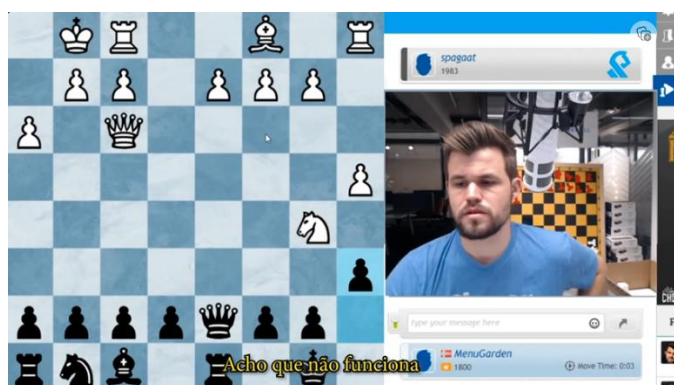 spagaat
1983
type your message here
Acho que não funciona
MenuGarden
1800
Move Time: 0:03